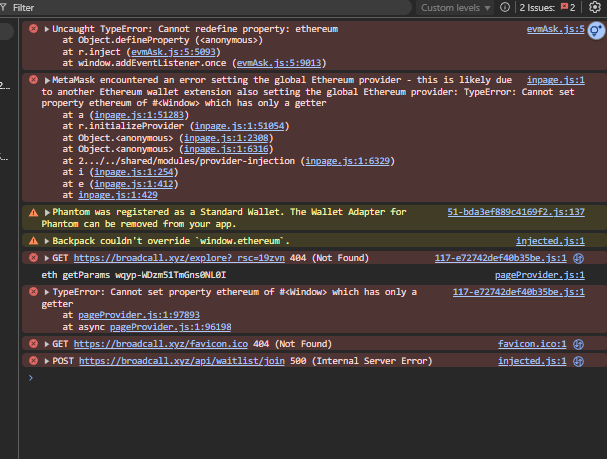 Filter
Custom levels
2 Issues: 2
Uncaught TypeError: Cannot redefine property: ethereum evmAsk.js:5
at Object.defineProperty (<anonymous>)
at r.inject (evmAsk.js:5:5093)
at window.addEventListener.once (evmAsk.js:5:9013)
MetaMask encountered an error setting the global Ethereum provider - this is likely due inpage.js:1
to another Ethereum wallet extension also setting the global Ethereum provider: TypeError: Cannot set
property ethereum of #<Window> which has only a getter
at a (inpage.js:1:51283)
at r.initializeProvider (inpage.js:1:51054)
at Object.<anonymous> (inpage.js:1:2308)
at Object.<anonymous> (inpage.js:1:6316)
at 2.../../shared/modules/provider-injection (inpage.js:1:6329)
at i (inpage.js:1:254)
at e (inpage.js:1:412)
at inpage.js:1:429
Phantom was registered as a Standard Wallet. The Wallet Adapter for 51-bda3ef889c4169f2.js:137
Phantom can be removed from your app.
Backpack couldn't override `window.ethereum`. injected.js:1
GET https://broadcall.xyz/explore?_rsc=19zvn 404 (Not Found) 117-e72742def40b35be.js:1
eth getParams wqyp-WDzm51TmGns0NL0I pageProvider.js:1
TypeError: Cannot set property ethereum of #<Window> which has only a 117-e72742def40b35be.js:1
getter
at pageProvider.js:1:97893
at async pageProvider.js:1:96198
GET https://broadcall.xyz/favicon.ico 404 (Not Found) favicon.ico:1
POST https://broadcall.xyz/api/waitlist/join 500 (Internal Server Error) injected.js:1